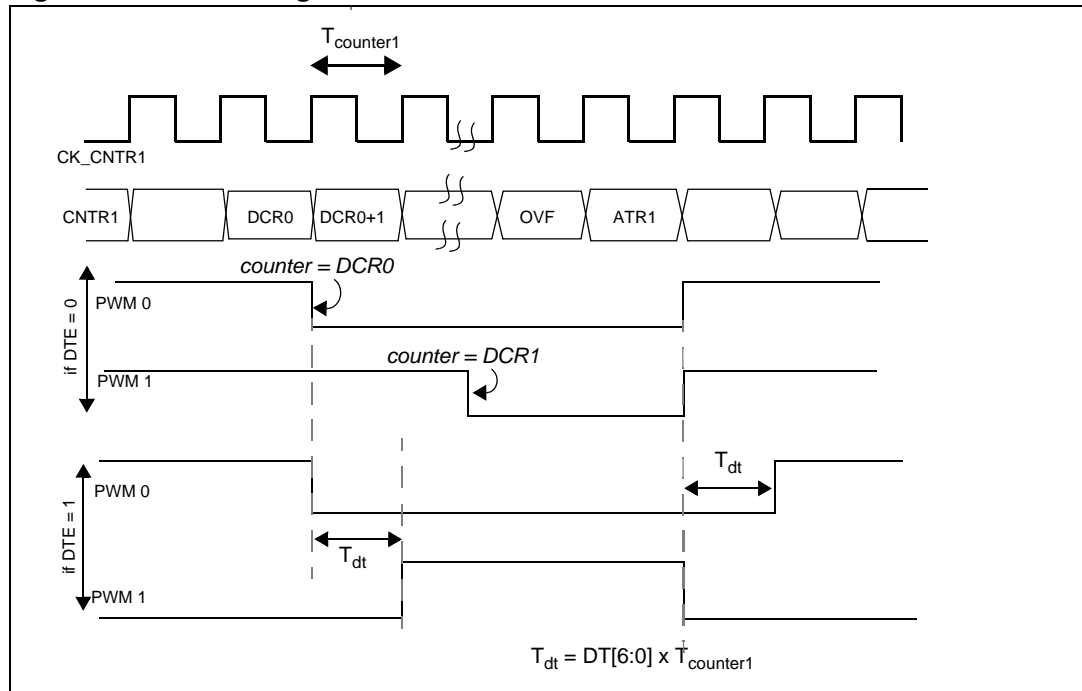 T_counter1
CK_CNTR1
CNTR1 DCR0 DCR0+1 OVF ATR1
counter = DCR0
if DTE = 0
PWM 0
counter = DCR1
PWM 1
if DTE = 1
PWM 0
T_dt
T_dt
PWM 1
T_dt = DT[6:0] x T_counter1